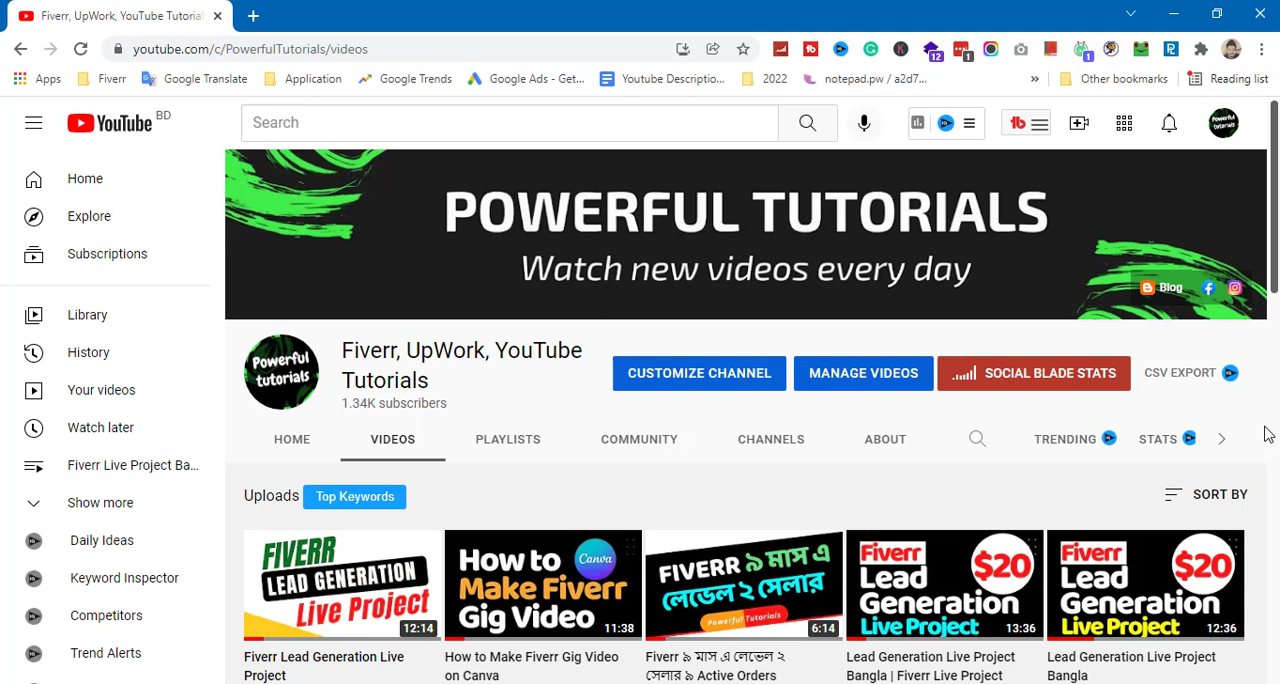 Fiverr, UpWork, YouTube Tutorial
youtube.com/c/PowerfulTutorials/videos
12
1
1
Apps
Fiverr
Google Translate
Application
Google Trends
Google Ads - Get...
Youtube Descriptio...
2022
notepad.pw / a2d7...
»
Other bookmarks
Reading list
YouTube BD
Search
tb
Powerful tutorials
Home
Explore
Subscriptions
Library
History
Your videos
Watch later
Fiverr Live Project Ba...
Show more
Daily Ideas
Keyword Inspector
Competitors
Trend Alerts
POWERFUL TUTORIALS
Watch new videos every day
Blog
Powerful
tutorials
Fiverr, UpWork, YouTube
Tutorials
1.34K subscribers
CUSTOMIZE CHANNEL
MANAGE VIDEOS
SOCIAL BLADE STATS
CSV EXPORT
HOME
VIDEOS
PLAYLISTS
COMMUNITY
CHANNELS
ABOUT
TRENDING
STATS
Uploads
Top Keywords
SORT BY
FIVERR
LEAD GENERATION
Live Project
12:14
Fiverr Lead Generation Live
Project
How to
Canva
Make Fiverr
Gig Video
11:38
How to Make Fiverr Gig Video
on Canva
FIVERR ৯ মাস এ
লেভেল ২ সেলার
Powerful Tutorials
6:14
Fiverr ৯ মাস এ লেভেল ২
সেলার ৯ Active Orders
Fiverr
$20
Lead
Generation
Live Project
13:36
Lead Generation Live Project
Bangla | Fiverr Live Project
Fiverr
$20
Lead
Generation
Live Project
12:36
Lead Generation Live Project
Bangla